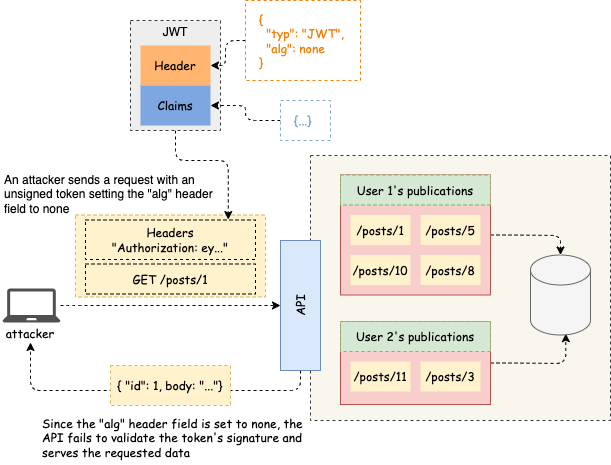 JWT
{
"typ": "JWT",
"alg": none
}
Header
Claims
{...}
An attacker sends a request with an
unsigned token setting the "alg" header
field to none
Headers
"Authorization: ey..."
GET /posts/1
attacker
API
User 1's publications
/posts/1
/posts/5
/posts/10
/posts/8
User 2's publications
/posts/11
/posts/3
{ "id": 1, body: "..."}
Since the "alg" header field is set to none, the
API fails to validate the token's signature and
serves the requested data